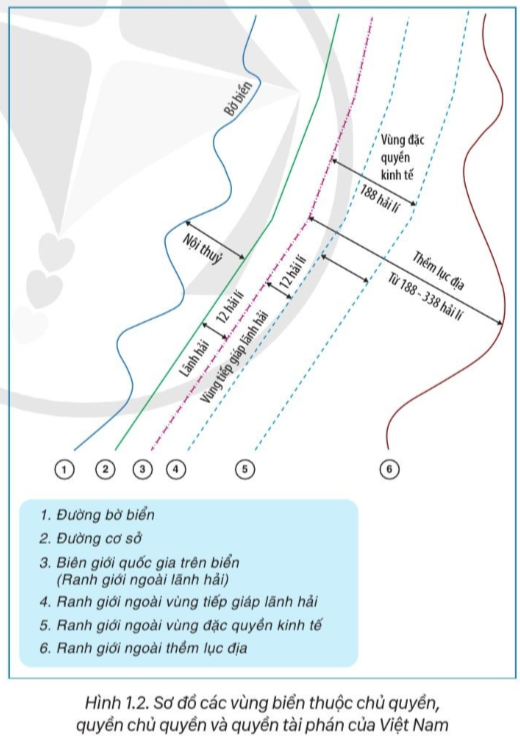 Bờ biển
Vùng đặc
quyền
kinh tế
188 hải lí
Nội thuỷ
Thềm lục địa
Từ 188 - 338 hải lí
12 hải lí
12 hải lí
Lãnh hải
Vùng tiếp giáp lãnh hải
1 2 3 4 5 6
1. Đường bờ biển
2. Đường cơ sở
3. Biên giới quốc gia trên biển
(Ranh giới ngoài lãnh hải)
4. Ranh giới ngoài vùng tiếp giáp lãnh hải
5. Ranh giới ngoài vùng đặc quyền kinh tế
6. Ranh giới ngoài thềm lục địa
Hình 1.2. Sơ đồ các vùng biển thuộc chủ quyền,
quyền chủ quyền và quyền tài phán của Việt Nam